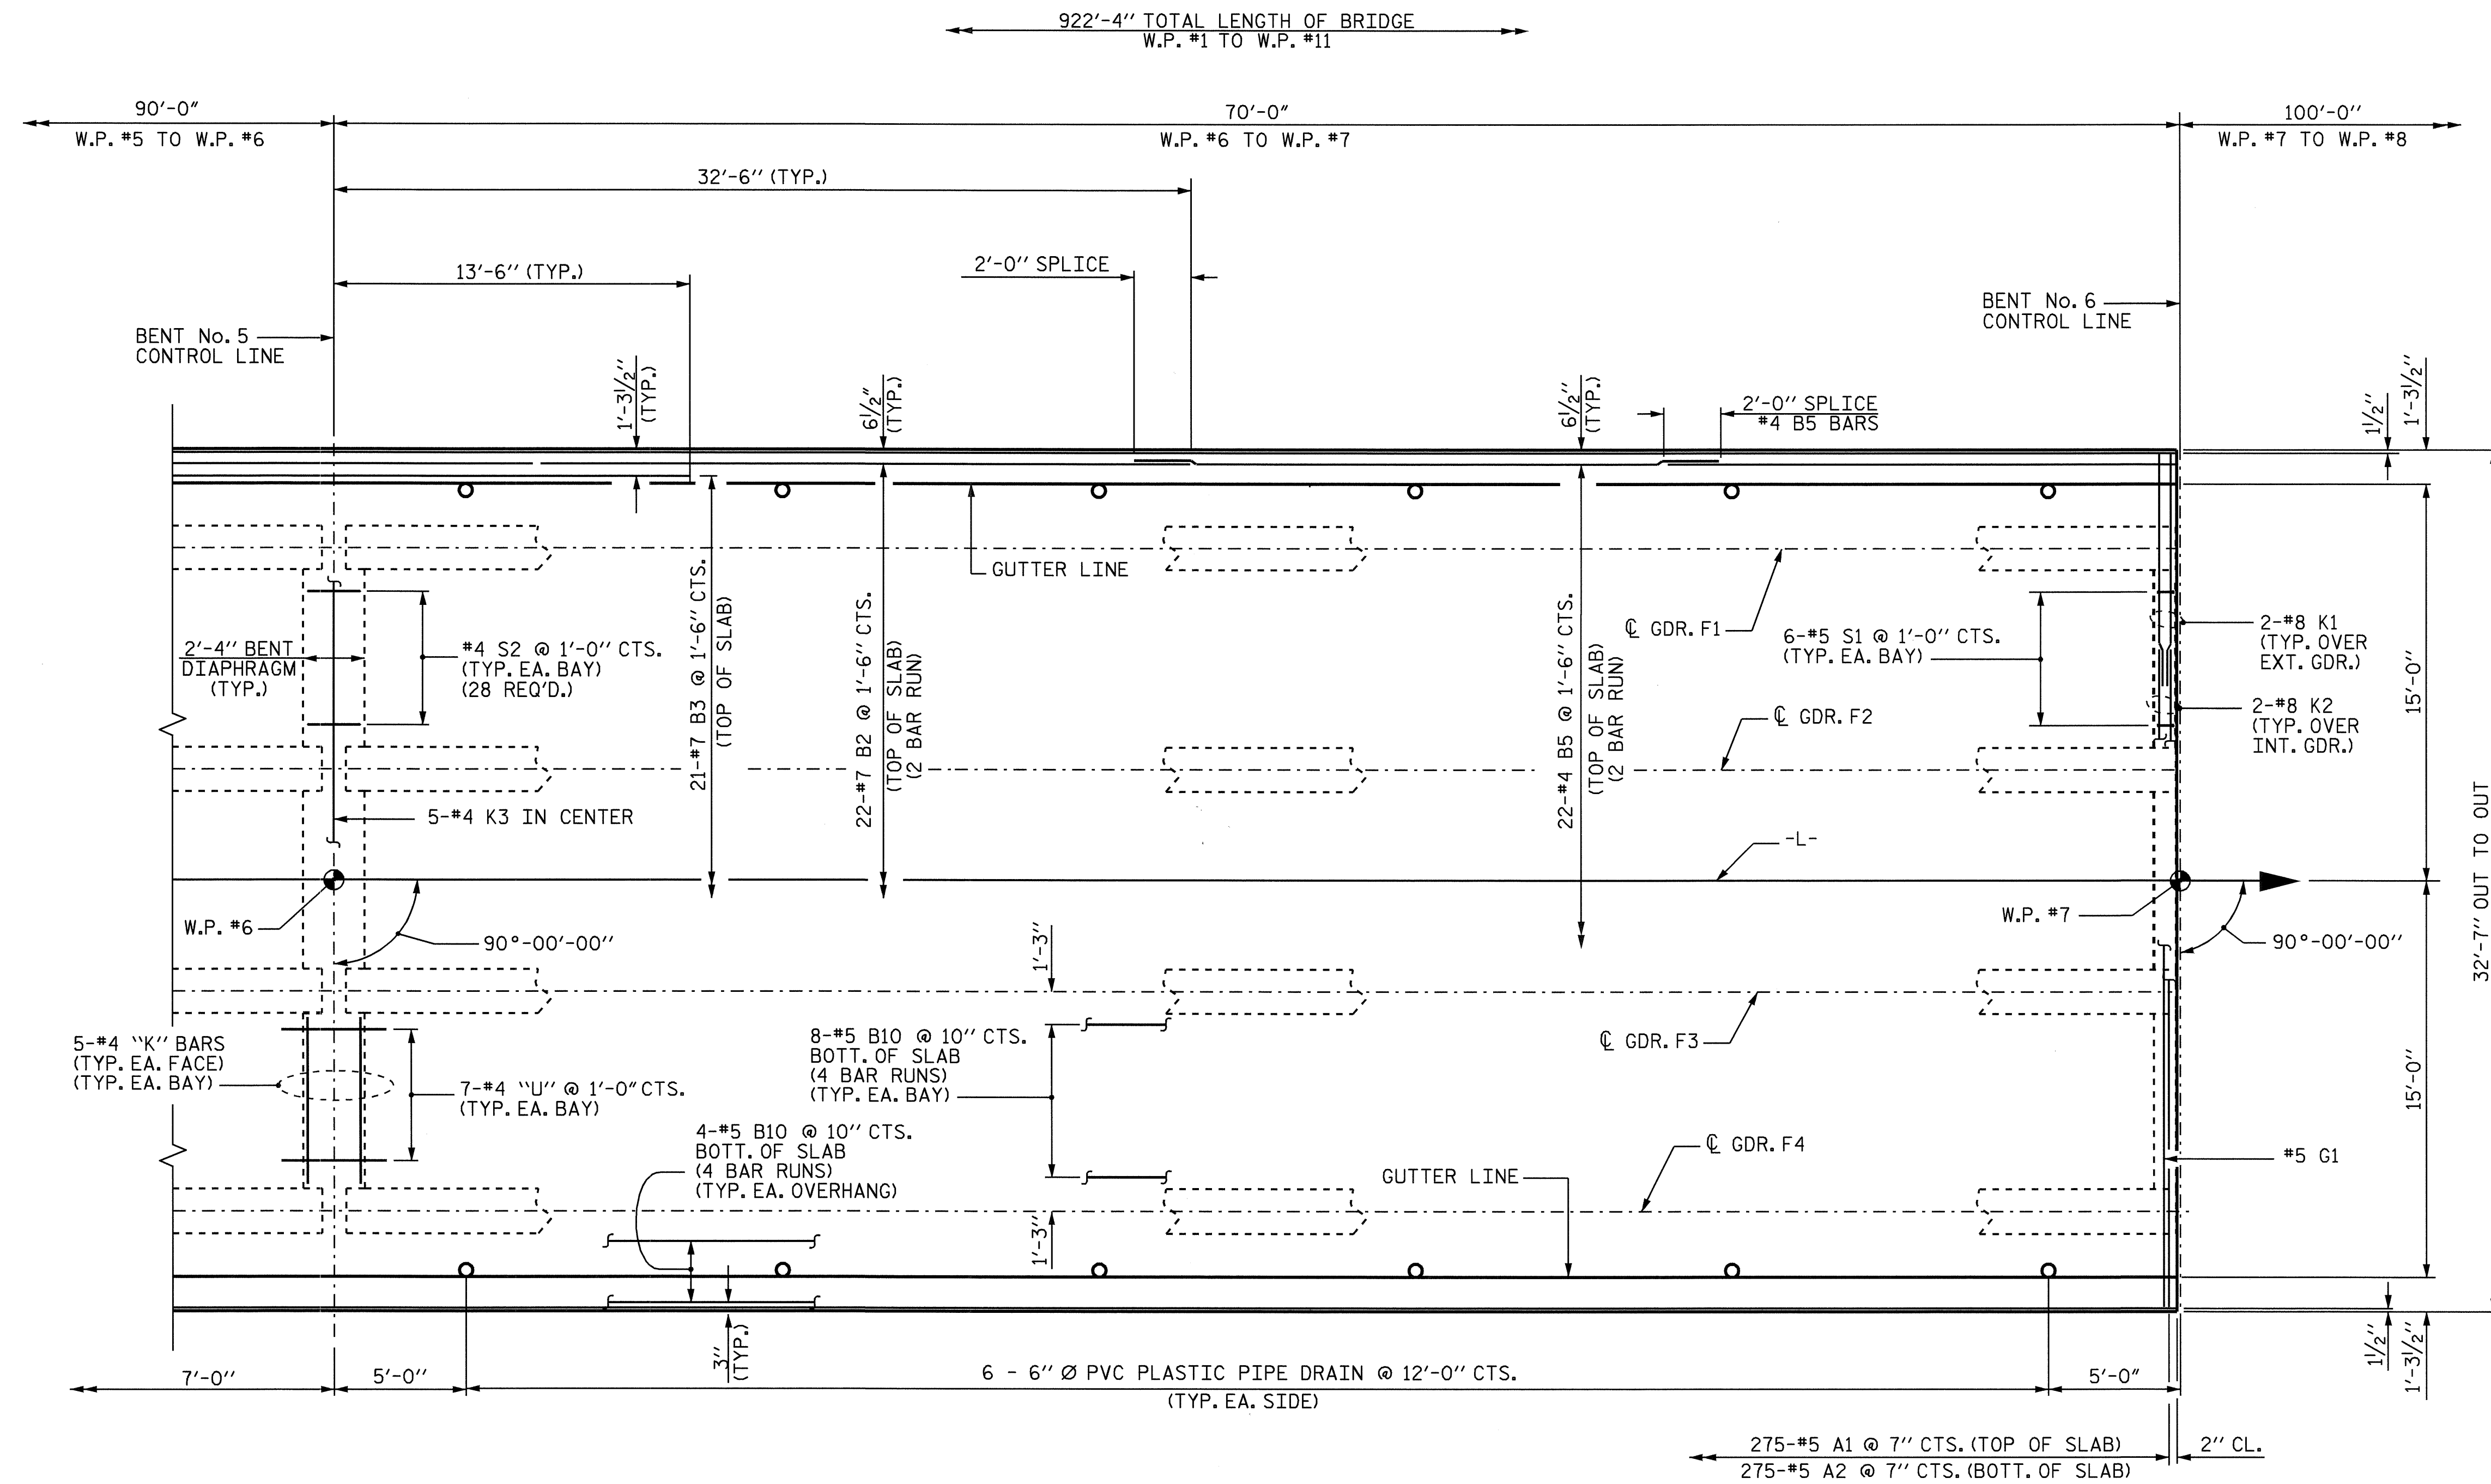 922'-4" TOTAL LENGTH OF BRIDGE
W.P. #1 TO W.P. #11
90'-0"
W.P. #5 TO W.P. #6
70'-0"
W.P. #6 TO W.P. #7
100'-0"
W.P. #7 TO W.P. #8
32'-6" (TYP.)
13'-6" (TYP.)
2'-0" SPLICE
BENT No. 5
CONTROL LINE
BENT No. 6
CONTROL LINE
1'-3½"
(TYP.)
6½"
(TYP.)
6½"
(TYP.)
2'-0" SPLICE
#4 B5 BARS
1½"
1'-3½"
GUTTER LINE
21-#7 B3 @ 1'-6" CTS.
(TOP OF SLAB)
22-#7 B2 @ 1'-6" CTS.
(TOP OF SLAB)
(2 BAR RUN)
22-#4 B5 @ 1'-6" CTS.
(TOP OF SLAB)
(2 BAR RUN)
℄ GDR. F1
6-#5 S1 @ 1'-0" CTS.
(TYP. EA. BAY)
2-#8 K1
(TYP. OVER
EXT. GDR.)
2'-4" BENT
DIAPHRAGM
(TYP.)
#4 S2 @ 1'-0" CTS.
(TYP. EA. BAY)
(28 REQ'D.)
℄ GDR. F2
2-#8 K2
(TYP. OVER
INT. GDR.)
15'-0"
5-#4 K3 IN CENTER
-L-
32'-7" OUT TO OUT
W.P. #6
90°-00'-00"
W.P. #7
90°-00'-00"
1'-3"
5-#4 "K" BARS
(TYP. EA. FACE)
(TYP. EA. BAY)
7-#4 "U" @ 1'-0" CTS.
(TYP. EA. BAY)
8-#5 B10 @ 10" CTS.
BOTT. OF SLAB
(4 BAR RUNS)
(TYP. EA. BAY)
℄ GDR. F3
15'-0"
4-#5 B10 @ 10" CTS.
BOTT. OF SLAB
(4 BAR RUNS)
(TYP. EA. OVERHANG)
℄ GDR. F4
GUTTER LINE
#5 G1
1'-3"
3"
(TYP.)
1½"
1'-3½"
7'-0"
5'-0"
6 - 6" Ø PVC PLASTIC PIPE DRAIN @ 12'-0" CTS.
(TYP. EA. SIDE)
5'-0"
275-#5 A1 @ 7" CTS. (TOP OF SLAB)
2" CL.
275-#5 A2 @ 7" CTS. (BOTT. OF SLAB)